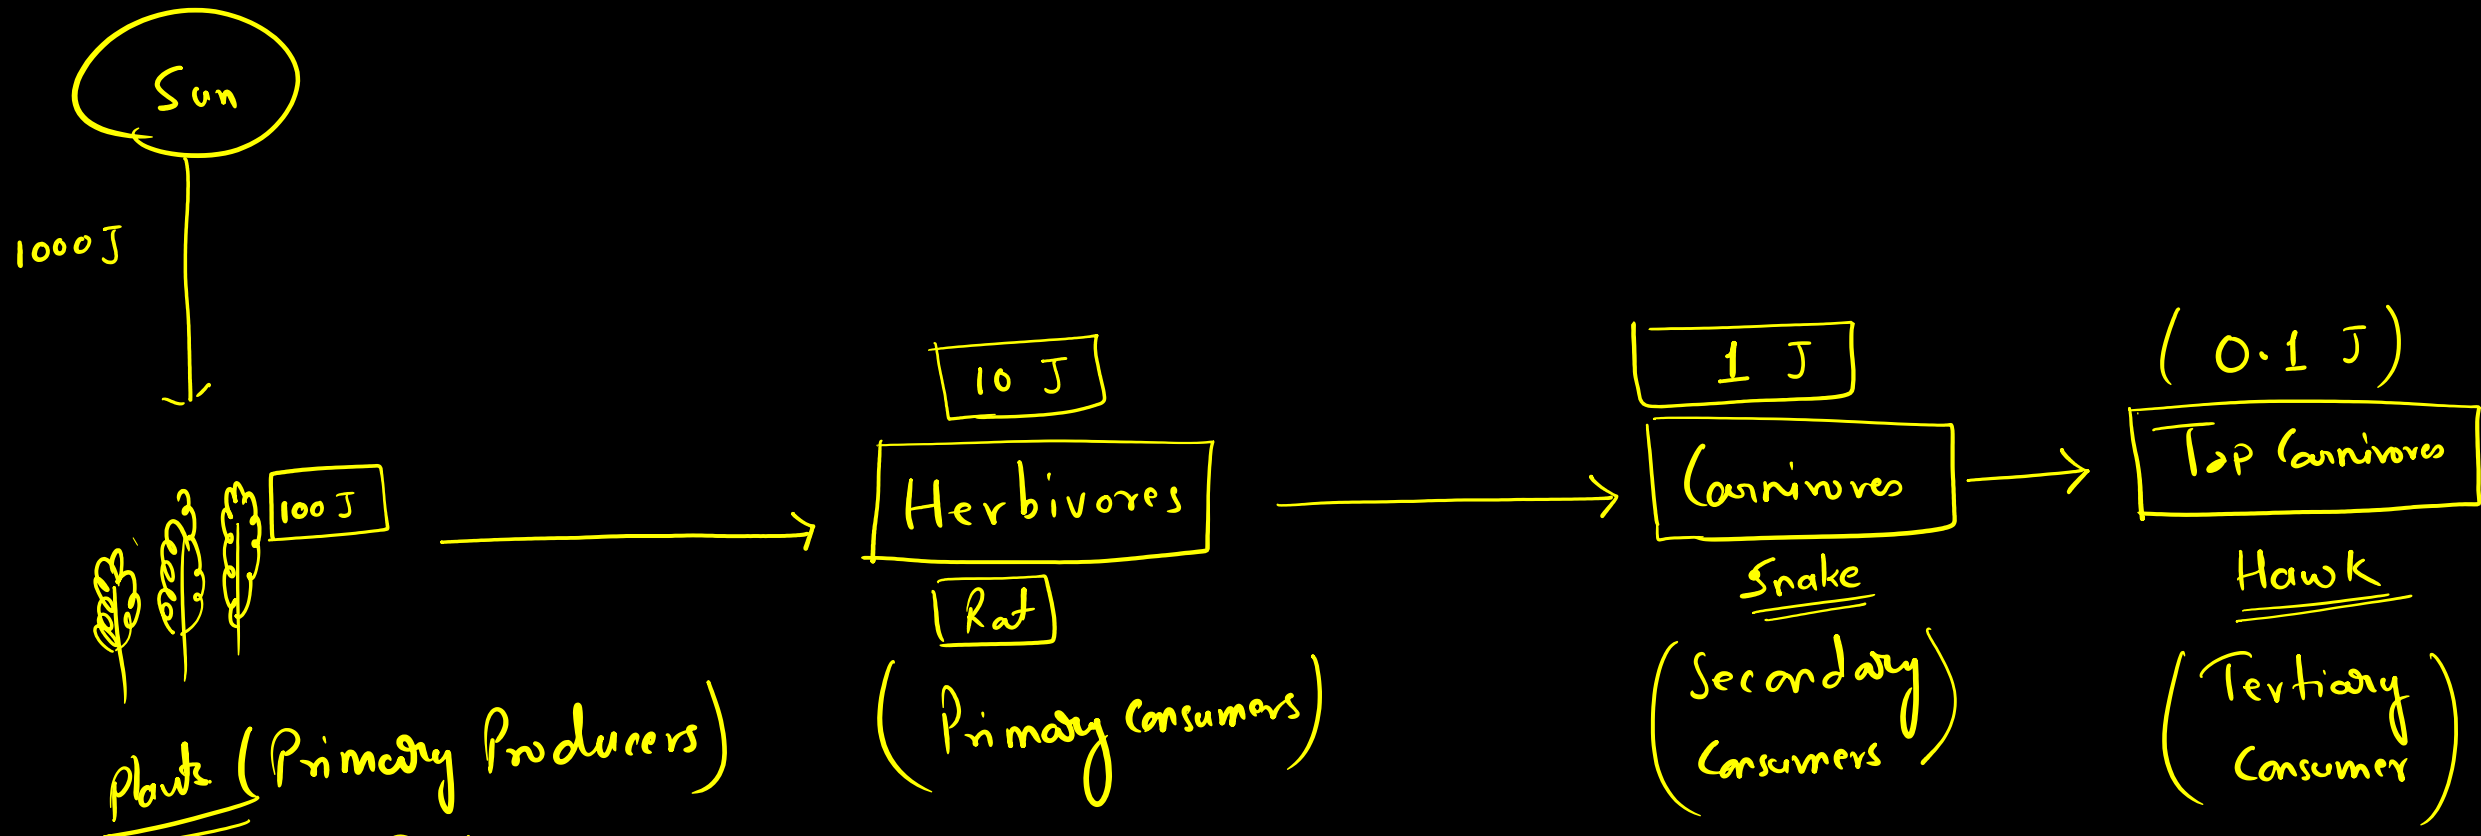 Sun
1000 J
100 J
10 J
1 J
(0.1 J)
Herbivores
Carnivores
Top Carnivores
Rat
Snake
Hawk
Plants (Primary Producers)
(Primary Consumers)
(Secondary
Consumers)
(Tertiary
Consumer)